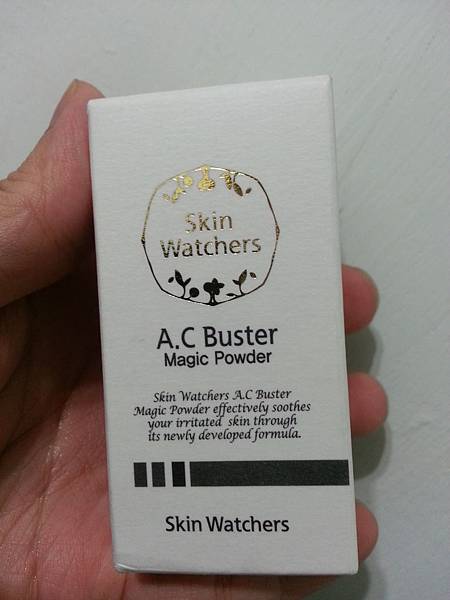 Skin
Watchers
A.C Buster
Magic Powder
Skin Watchers A.C Buster
Magic Powder effectively soothes
your irritated skin through
its newly developed formula.
Skin Watchers